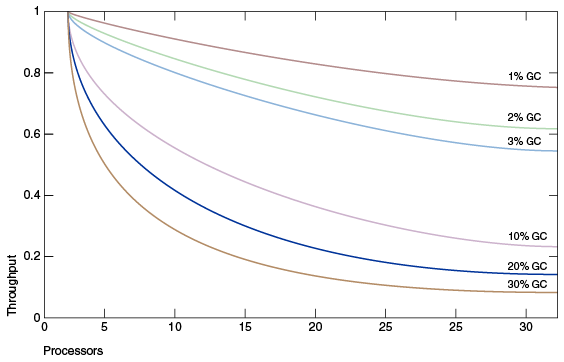 1
0.8
0.6
0.4
0.2
0
1% GC
2% GC
3% GC
10% GC
20% GC
30% GC
Throughput
0 5 10 15 20 25 25 30
Processors